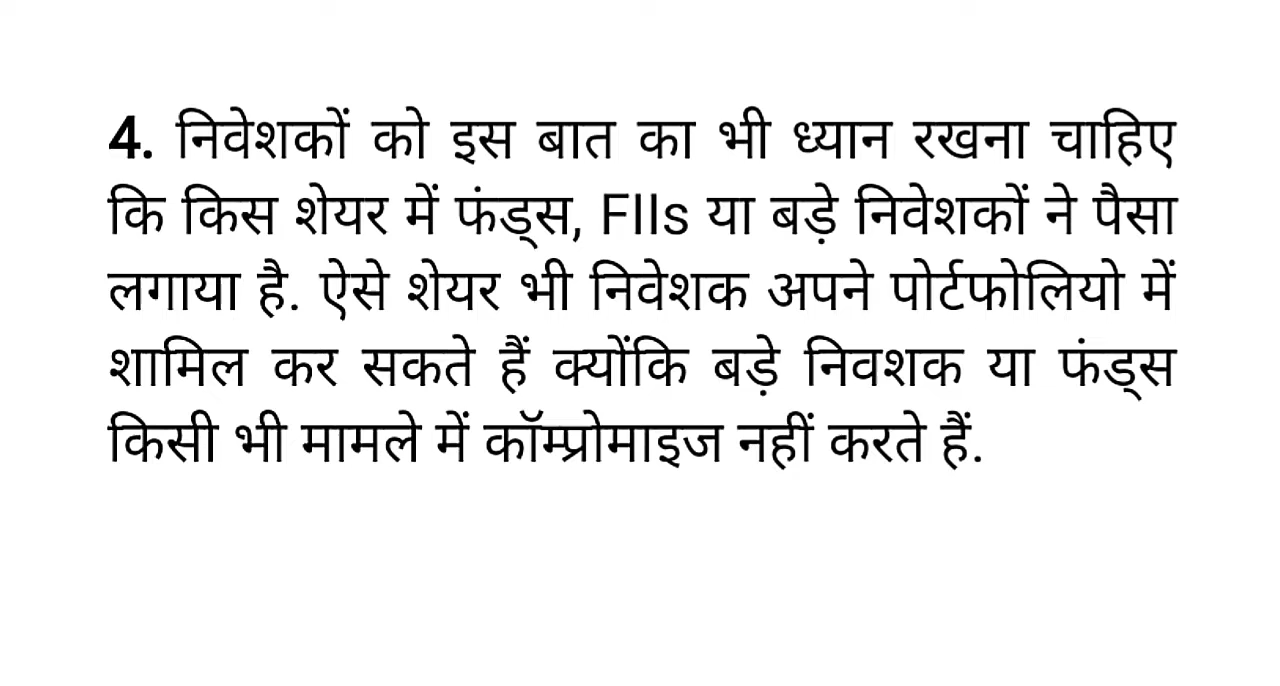 4. निवेशकों को इस बात का भी ध्यान रखना चाहिए
कि किस शेयर में फंड्स, FIIs या बड़े निवेशकों ने पैसा
लगाया है. ऐसे शेयर भी निवेशक अपने पोर्टफोलियो में
शामिल कर सकते हैं क्योंकि बड़े निवशक या फंड्स
किसी भी मामले में कॉम्प्रोमाइज नहीं करते हैं.